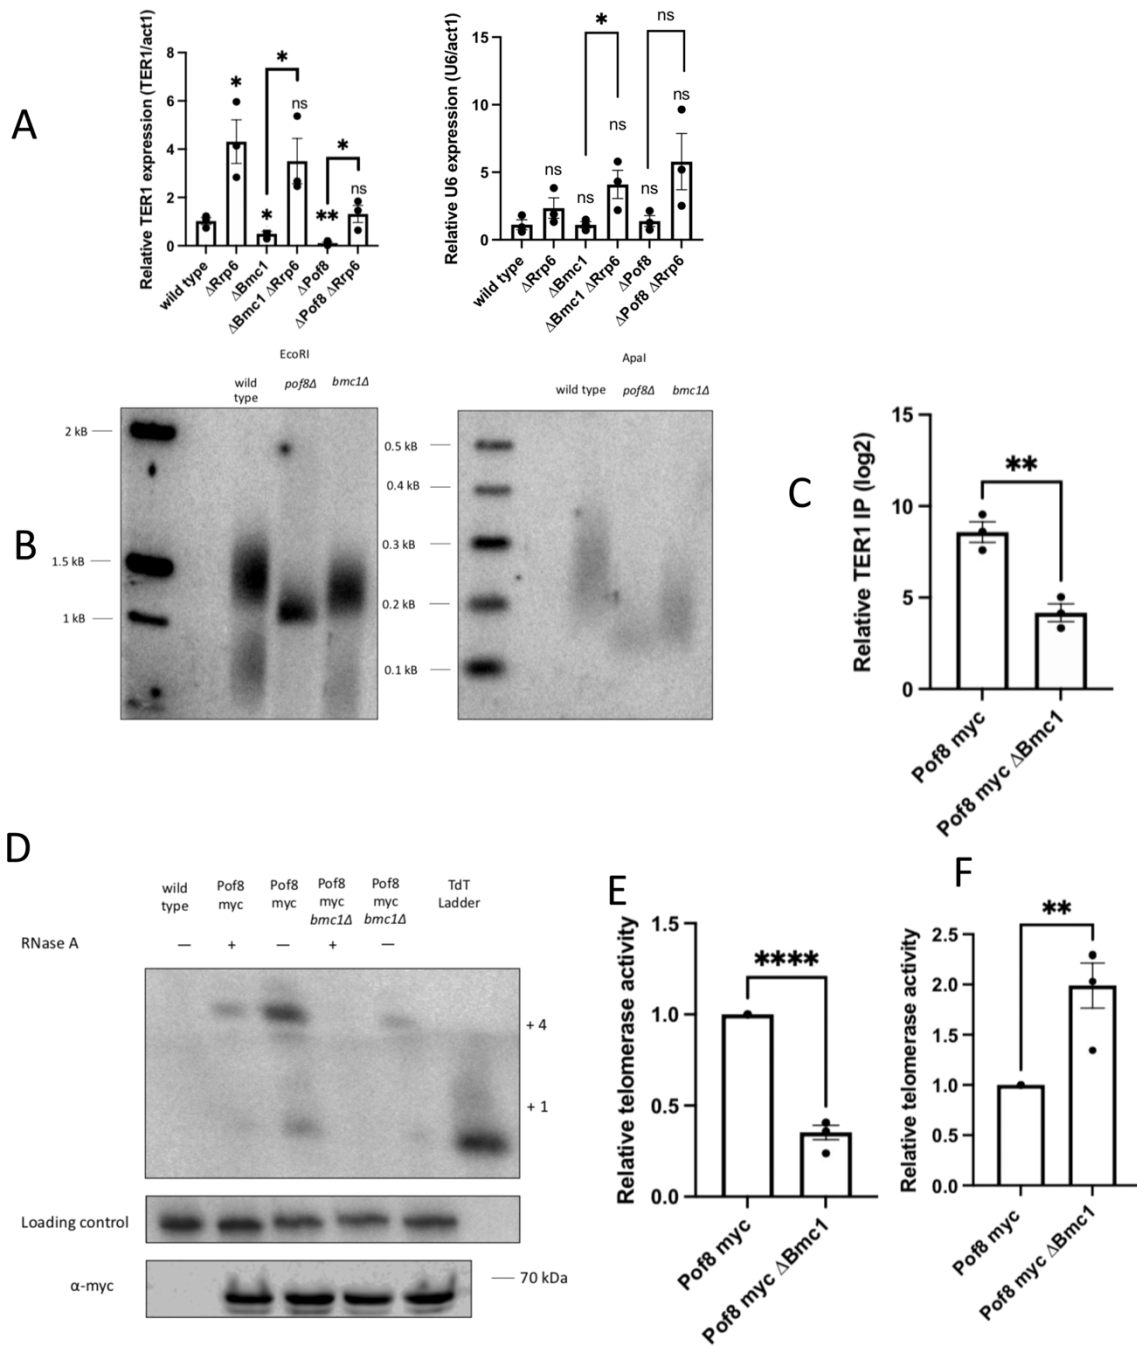 A
Relative TER1 expression (TER1/act1)
8
6
4
2
0
*
*
*
ns
*
**
ns
wild type
ΔRrp6
ΔBmc1
ΔBmc1 ΔRrp6
ΔPof8
ΔPof8 ΔRrp6
Relative U6 expression (U6/act1)
15
10
5
0
*
ns
ns
ns
ns
ns
ns
wild type
ΔRrp6
ΔBmc1
ΔBmc1 ΔRrp6
ΔPof8
ΔPof8 ΔRrp6
B
EcoRI
wild type
pof8Δ
bmc1Δ
2 kB
1.5 kB
1 kB
ApaI
wild type
pof8Δ
bmc1Δ
0.5 kB
0.4 kB
0.3 kB
0.2 kB
0.1 kB
C
Relative TER1 IP (log2)
15
10
5
0
**
Pof8 myc
Pof8 myc ΔBmc1
D
wild type
Pof8 myc
Pof8 myc
Pof8 myc bmc1Δ
Pof8 myc bmc1Δ
TdT Ladder
RNase A
— + — + —
+ 4
+ 1
Loading control
α-myc
70 kDa
E
Relative telomerase activity
1.5
1.0
0.5
0.0
****
Pof8 myc
Pof8 myc ΔBmc1
F
Relative telomerase activity
2.5
2.0
1.5
1.0
0.5
0.0
**
Pof8 myc
Pof8 myc ΔBmc1